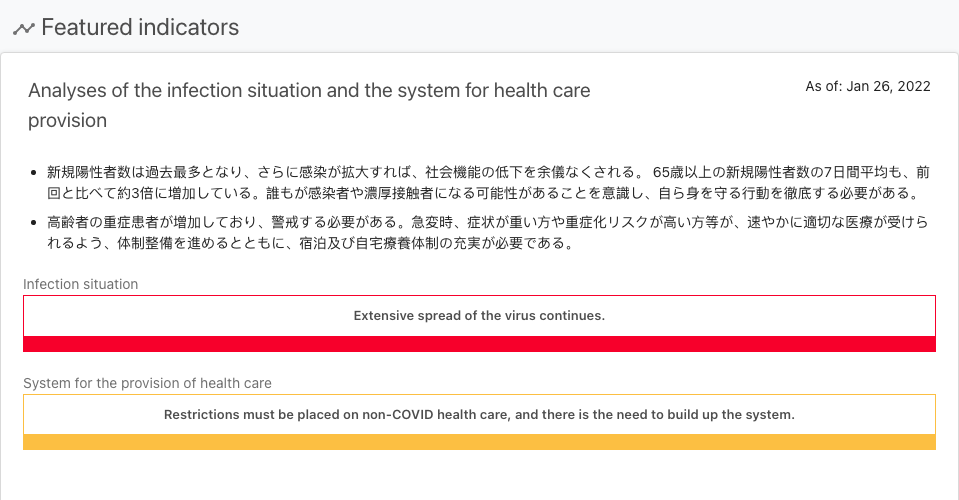 Featured indicators
Analyses of the infection situation and the system for health care
provision
As of: Jan 26, 2022
新規陽性者数は過去最多となり、さらに感染が拡大すれば、社会機能の低下を余儀なくされる。 65歳以上の新規陽性者数の7日間平均も、前
回と比べて約3倍に増加している。誰もが感染者や濃厚接触者になる可能性があることを意識し、自ら身を守る行動を徹底する必要がある。
高齢者の重症患者が増加しており、警戒する必要がある。急変時、症状が重い方や重症化リスクが高い方等が、速やかに適切な医療が受けら
れるよう、体制整備を進めるとともに、宿泊及び自宅療養体制の充実が必要である。
Infection situation
Extensive spread of the virus continues.
System for the provision of health care
Restrictions must be placed on non-COVID health care, and there is the need to build up the system.